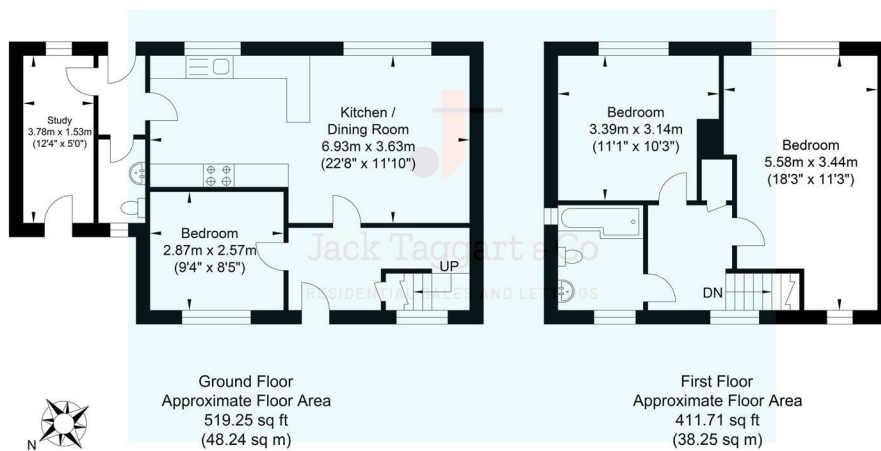 Study
3.78m x 1.53m
(12'4" x 5'0")
Kitchen /
Dining Room
6.93m x 3.63m
(22'8" x 11'10")
Bedroom
2.87m x 2.57m
(9'4" x 8'5")
UP
Bedroom
3.39m x 3.14m
(11'1" x 10'3")
Bedroom
5.58m x 3.44m
(18'3" x 11'3")
DN
Jack Taggart & Co
RESIDENTIAL SALES AND LETTINGS
Ground Floor
Approximate Floor Area
519.25 sq ft
(48.24 sq m)
First Floor
Approximate Floor Area
411.71 sq ft
(38.25 sq m)
N